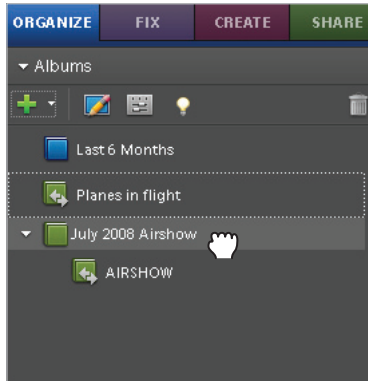 ORGANIZE FIX CREATE SHARE
Albums
Last 6 Months
Planes in flight
July 2008 Airshow
AIRSHOW